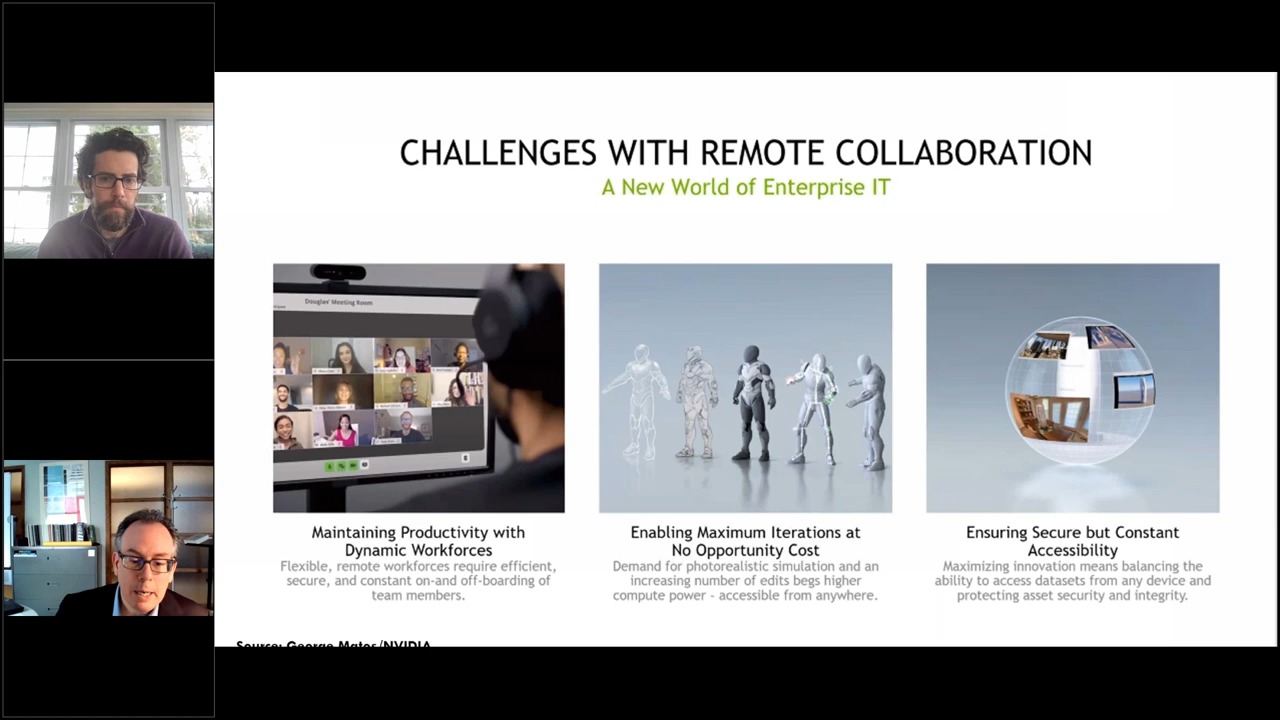 CHALLENGES WITH REMOTE COLLABORATION
A New World of Enterprise IT
Douglas' Meeting Room
Maintaining Productivity with
Dynamic Workforces
Flexible, remote workforces require efficient,
secure, and constant on-and off-boarding of
team members.
Enabling Maximum Iterations at
No Opportunity Cost
Demand for photorealistic simulation and an
increasing number of edits begs higher
compute power - accessible from anywhere.
Ensuring Secure but Constant
Accessibility
Maximizing innovation means balancing the
ability to access datasets from any device and
protecting asset security and integrity.
Source: George Matos/NVIDIA